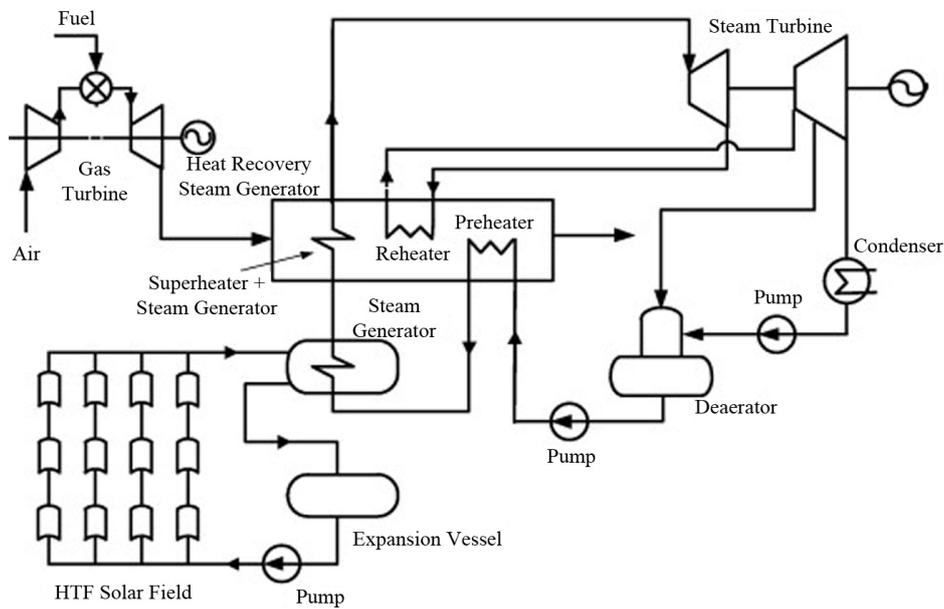 Fuel
Steam Turbine
Gas
Turbine
Heat Recovery
Steam Generator
Air
Preheater
Reheater
Superheater +
Steam Generator
Condenser
Pump
Steam
Generator
Deaerator
Pump
Expansion Vessel
HTF Solar Field
Pump